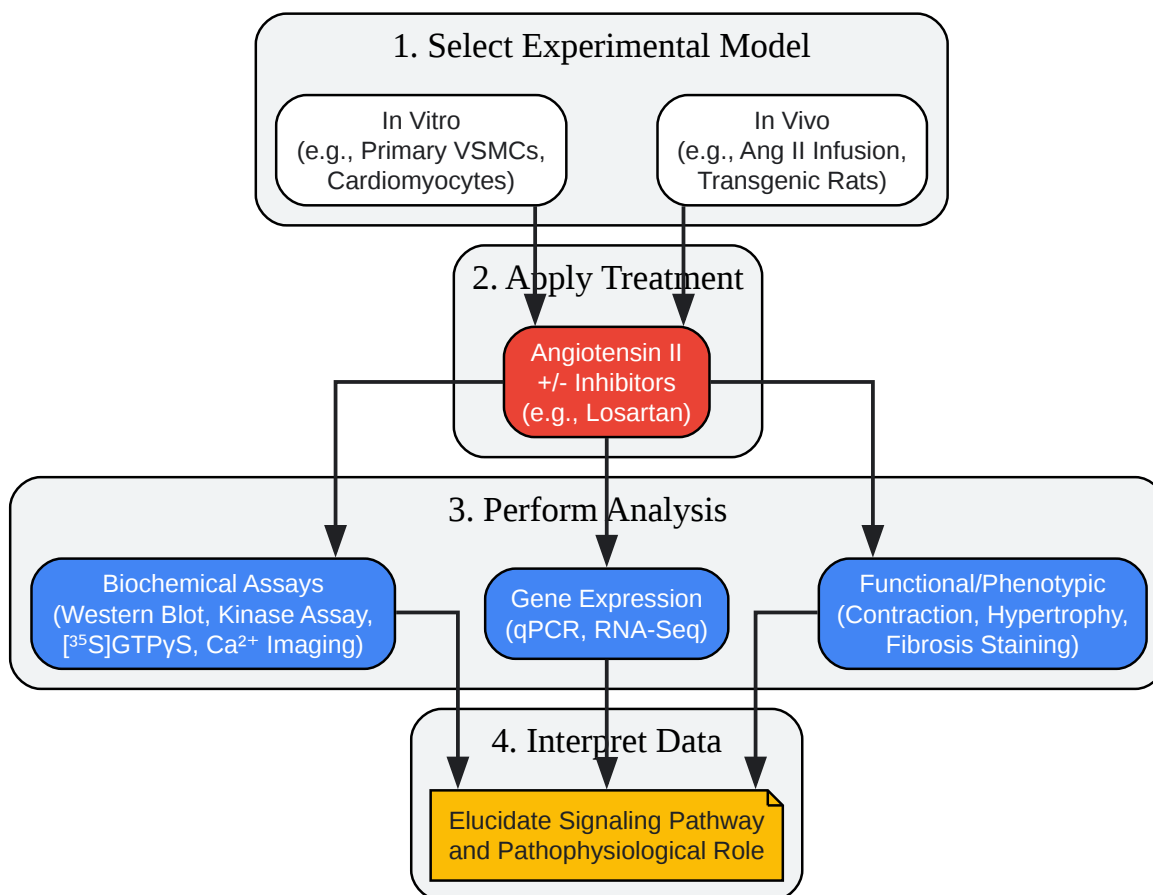 1. Select Experimental Model
In Vitro
(e.g., Primary VSMCs,
Cardiomyocytes)
In Vivo
(e.g., Ang II Infusion,
Transgenic Rats)
2. Apply Treatment
Angiotensin II
+/- Inhibitors
(e.g., Losartan)
3. Perform Analysis
Biochemical Assays
(Western Blot, Kinase Assay,
[³⁵S]GTPγS, Ca²⁺ Imaging)
Gene Expression
(qPCR, RNA-Seq)
Functional/Phenotypic
(Contraction, Hypertrophy,
Fibrosis Staining)
4. Interpret Data
Elucidate Signaling Pathway
and Pathophysiological Role